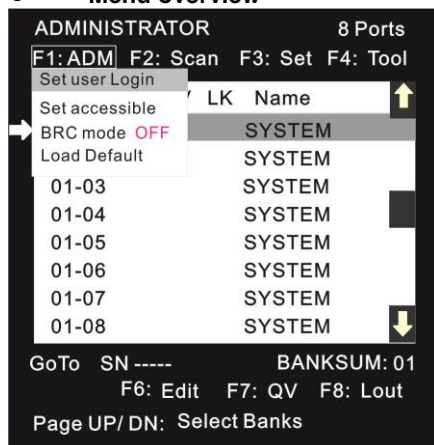 Menu overview
ADMINISTRATOR 8 Ports
F1: ADM F2: Scan F3: Set F4: Tool
Set user Login
LK Name
Set accessible
BRC mode OFF SYSTEM
Load Default SYSTEM
01-03 SYSTEM
01-04 SYSTEM
01-05 SYSTEM
01-06 SYSTEM
01-07 SYSTEM
01-08 SYSTEM
GoTo SN ----- BANKSUM: 01
F6: Edit F7: QV F8: Lout
Page UP/ DN: Select Banks